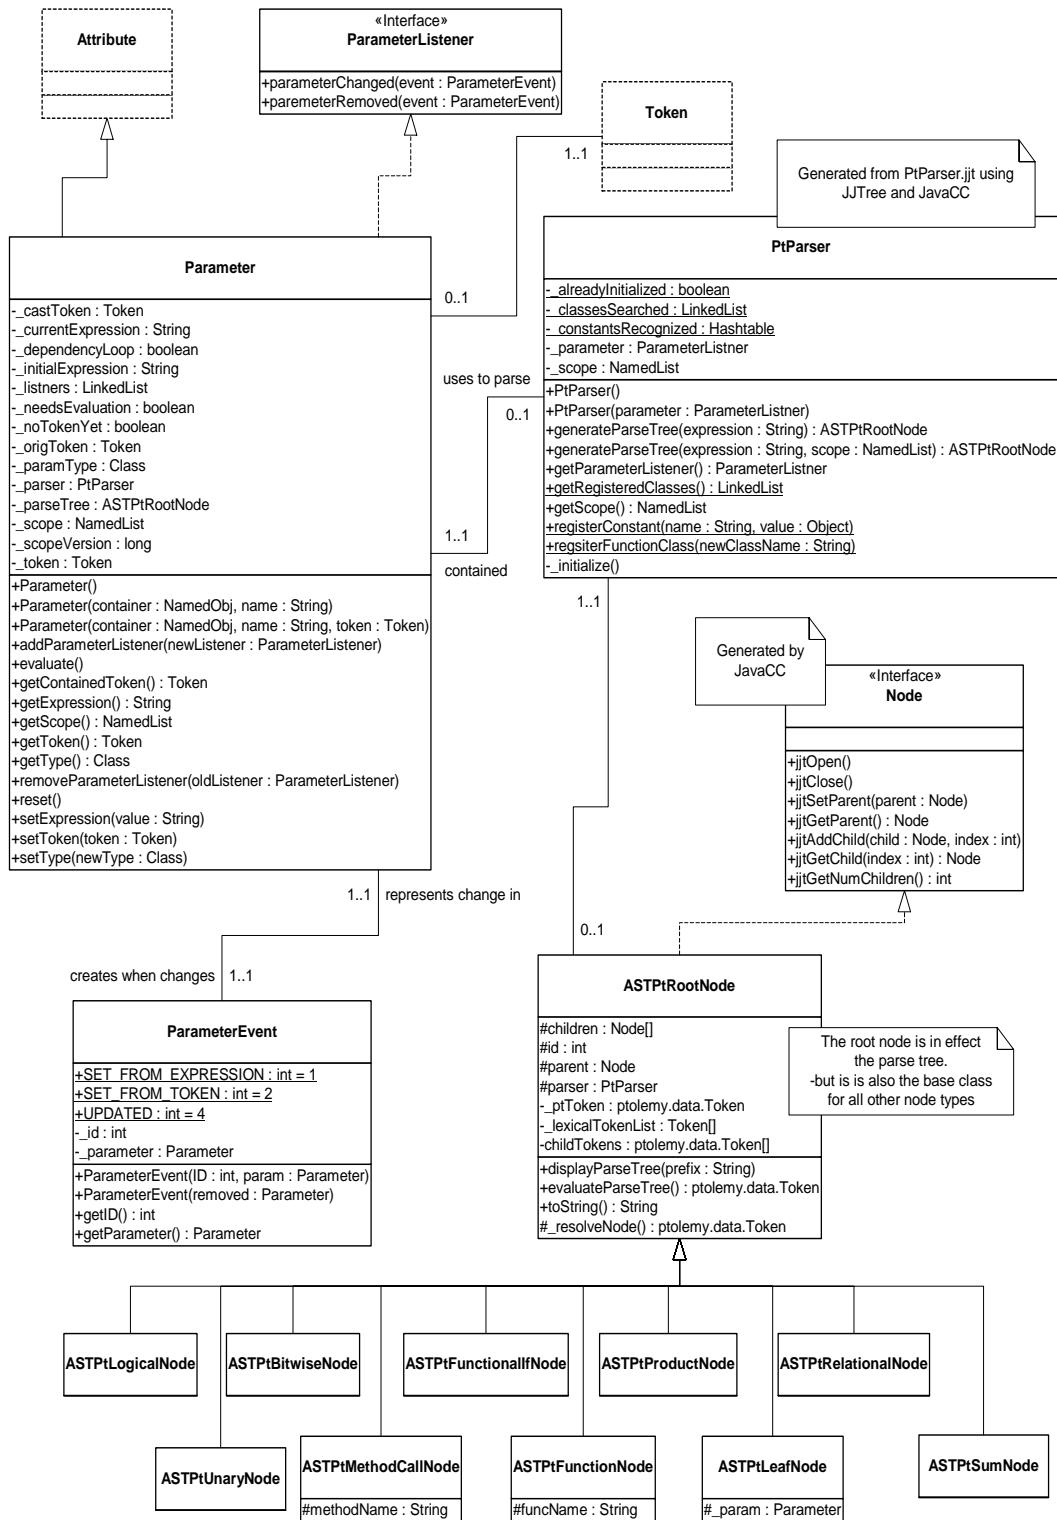 Attribute
«Interface»
ParameterListener
+parameterChanged(event : ParameterEvent)
+paremeterRemoved(event : ParameterEvent)
Token
1..1
Generated from PtParser.jjt using
JJTree and JavaCC
Parameter
-_castToken : Token
-_currentExpression : String
-_dependencyLoop : boolean
-_initialExpression : String
-_listners : LinkedList
-_needsEvaluation : boolean
-_noTokenYet : boolean
-_origToken : Token
-_paramType : Class
-_parser : PtParser
-_parseTree : ASTPtRootNode
-_scope : NamedList
-_scopeVersion : long
-_token : Token
+Parameter()
+Parameter(container : NamedObj, name : String)
+Parameter(container : NamedObj, name : String, token : Token)
+addParameterListener(newListener : ParameterListener)
+evaluate()
+getContainedToken() : Token
+getExpression() : String
+getScope() : NamedList
+getToken() : Token
+getType() : Class
+removeParameterListener(oldListener : ParameterListener)
+reset()
+setExpression(value : String)
+setToken(token : Token)
+setType(newType : Class)
0..1
uses to parse
0..1
1..1
contained
PtParser
-_alreadyInitialized : boolean
-_classesSearched : LinkedList
-_constantsRecognized : Hashtable
-_parameter : ParameterListner
-_scope : NamedList
+PtParser()
+PtParser(parameter : ParameterListner)
+generateParseTree(expression : String) : ASTPtRootNode
+generateParseTree(expression : String, scope : NamedList) : ASTPtRootNode
+getParameterListener() : ParameterListner
+getRegisteredClasses() : LinkedList
+getScope() : NamedList
+registerConstant(name : String, value : Object)
+regsiterFunctionClass(newClassName : String)
-_initialize()
1..1
Generated by
JavaCC
«Interface»
Node
+jjtOpen()
+jjtClose()
+jjtSetParent(parent : Node)
+jjtGetParent() : Node
+jjtAddChild(child : Node, index : int)
+jjtGetChild(index : int) : Node
+jjtGetNumChildren() : int
1..1
represents change in
0..1
creates when changes
1..1
ParameterEvent
+SET_FROM_EXPRESSION : int = 1
+SET_FROM_TOKEN : int = 2
+UPDATED : int = 4
-_id : int
-_parameter : Parameter
+ParameterEvent(ID : int, param : Parameter)
+ParameterEvent(removed : Parameter)
+getID() : int
+getParameter() : Parameter
ASTPtRootNode
#children : Node[]
#id : int
#parent : Node
#parser : PtParser
-_ptToken : ptolemy.data.Token
-_lexicalTokenList : Token[]
-childTokens : ptolemy.data.Token[]
+displayParseTree(prefix : String)
+evaluateParseTree() : ptolemy.data.Token
+toString() : String
#_resolveNode() : ptolemy.data.Token
The root node is in effect
the parse tree.
-but is is also the base class
for all other node types
ASTPtLogicalNode
ASTPtBitwiseNode
ASTPtFunctionalIfNode
ASTPtProductNode
ASTPtRelationalNode
ASTPtUnaryNode
ASTPtMethodCallNode
#methodName : String
ASTPtFunctionNode
#funcName : String
ASTPtLeafNode
#_param : Parameter
ASTPtSumNode